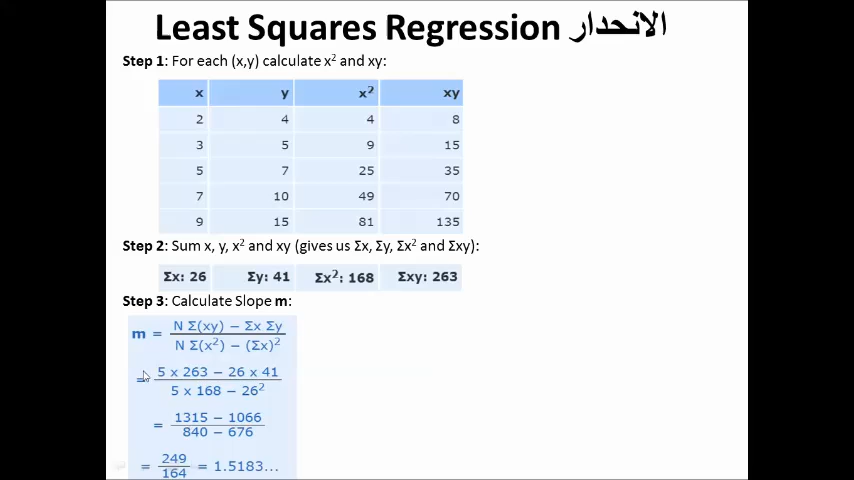 Least Squares Regression الانحدار
Step 1: For each (x,y) calculate x² and xy:
x y x² xy
2 4 4 8
3 5 9 15
5 7 25 35
7 10 49 70
9 15 81 135
Step 2: Sum x, y, x² and xy (gives us Σx, Σy, Σx² and Σxy):
Σx: 26 Σy: 41 Σx²: 168 Σxy: 263
Step 3: Calculate Slope m:
m = N Σ(xy) − Σx Σy
N Σ(x²) − (Σx)²
= 5 x 263 − 26 x 41
5 x 168 − 26²
= 1315 − 1066
840 − 676
= 249
164 = 1.5183...